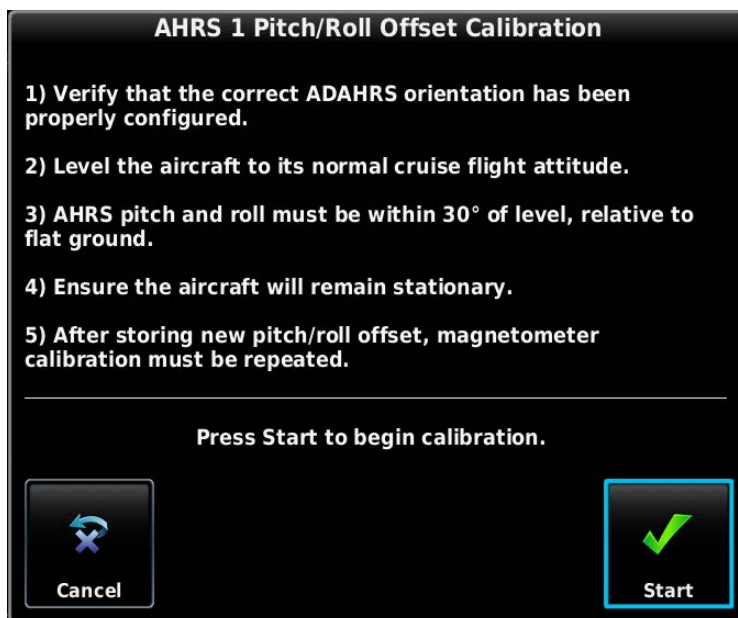 AHRS 1 Pitch/Roll Offset Calibration
1) Verify that the correct ADAHRS orientation has been
properly configured.
2) Level the aircraft to its normal cruise flight attitude.
3) AHRS pitch and roll must be within 30° of level, relative to
flat ground.
4) Ensure the aircraft will remain stationary.
5) After storing new pitch/roll offset, magnetometer
calibration must be repeated.
Press Start to begin calibration.
Cancel
Start